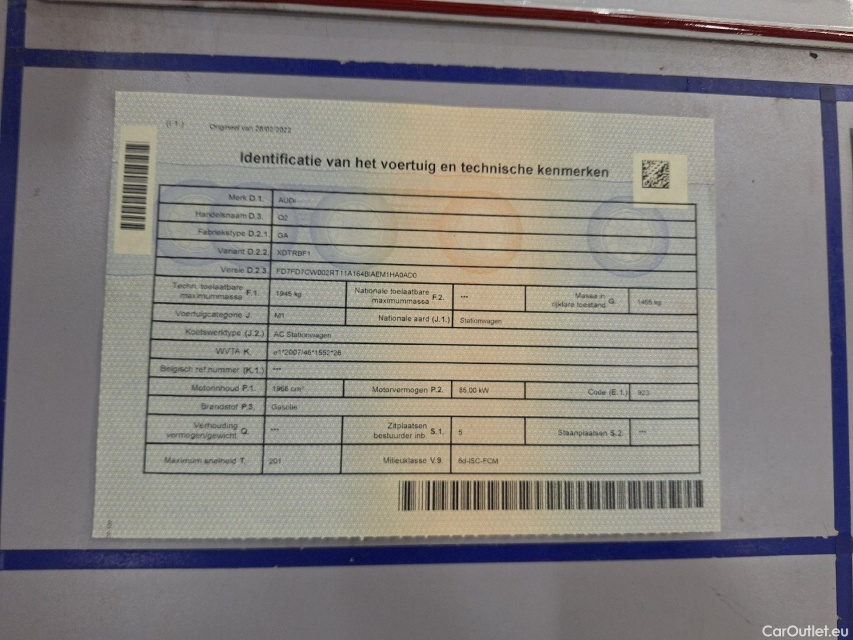 (I.1.) Origineel van 28/02/2022
Identificatie van het voertuig en technische kenmerken
Merk D.1. AUDI
Handelsnaam D.3. Q2
Fabriekstype D.2.1. GA
Variant D.2.2. XDTRBF1
Versie D.2.3.
Techn. toelaatbare maximummassa F.1. 1945 kg Nationale toelaatbare maximummassa F.2. --- Massa in rijklare toestand G. 1465 kg
Voertuigcategorie J. M1 Nationale aard (J.1.) Stationwagen
Koetswerktype (J.2.) AC Stationwagen
WVTA K. e1*2007/46*1552*26
Belgisch ref.nummer (K.1.) ---
Motorinhoud P.1. 1968 cm³ Motorvermogen P.2. 85.00 kW Code (E.1.) 923
Brandstof P.3. Gasolie
Verhouding vermogen/gewicht Q. --- Zitplaatsen bestuurder inb. S.1. 5 Staanplaatsen S.2. ---
Maximum snelheid T. 201 Milieuklasse V.9. 6d-ISC-FCM
CarOutlet.eu